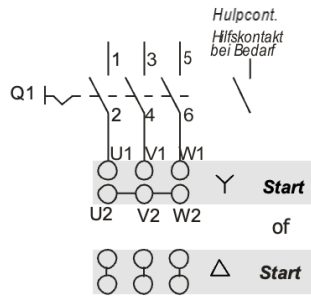 Hulpcont.
Hilfskontakt
bei Bedarf
1 3 5
Q1
2 4 6
U1 V1 W1
Start
U2 V2 W2
of
Start